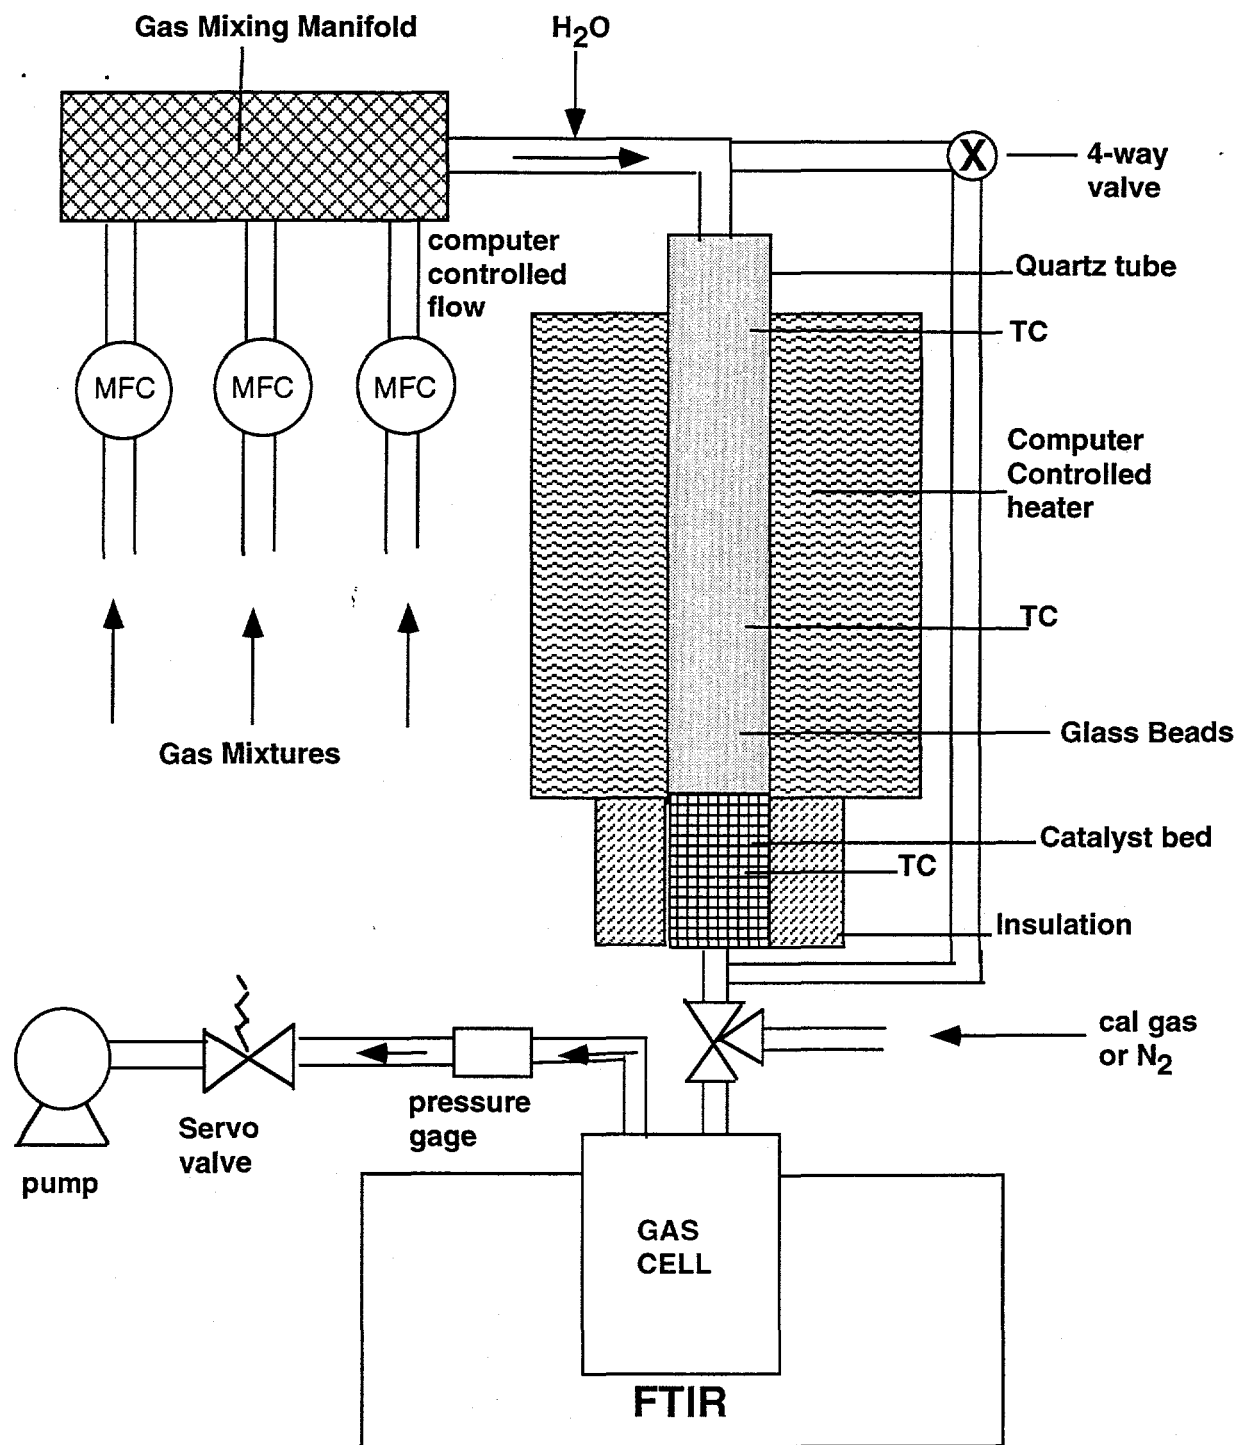 Gas Mixing Manifold
H2O
X
4-way
valve
computer
controlled
flow
Quartz tube
TC
MFC
MFC
MFC
Computer
Controlled
heater
TC
Gas Mixtures
Glass Beads
Catalyst bed
TC
Insulation
cal gas
or N2
pressure
gage
Servo
valve
pump
GAS
CELL
FTIR